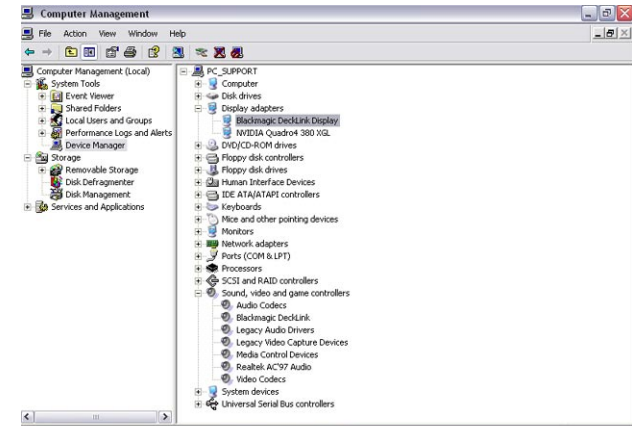 Computer Management
File Action View Window Help
Computer Management (Local)
System Tools
Event Viewer
Shared Folders
Local Users and Groups
Performance Logs and Alerts
Device Manager
Storage
Removable Storage
Disk Defragmenter
Disk Management
Services and Applications
PC_SUPPORT
Computer
Disk drives
Display adapters
Blackmagic DeckLink Display
NVIDIA Quadro4 380 XGL
DVD/CD-ROM drives
Floppy disk controllers
Floppy disk drives
Human Interface Devices
IDE ATA/ATAPI controllers
Keyboards
Mice and other pointing devices
Monitors
Network adapters
Ports (COM & LPT)
Processors
SCSI and RAID controllers
Sound, video and game controllers
Audio Codecs
Blackmagic DeckLink
Legacy Audio Drivers
Legacy Video Capture Devices
Media Control Devices
Realtek AC'97 Audio
Video Codecs
System devices
Universal Serial Bus controllers